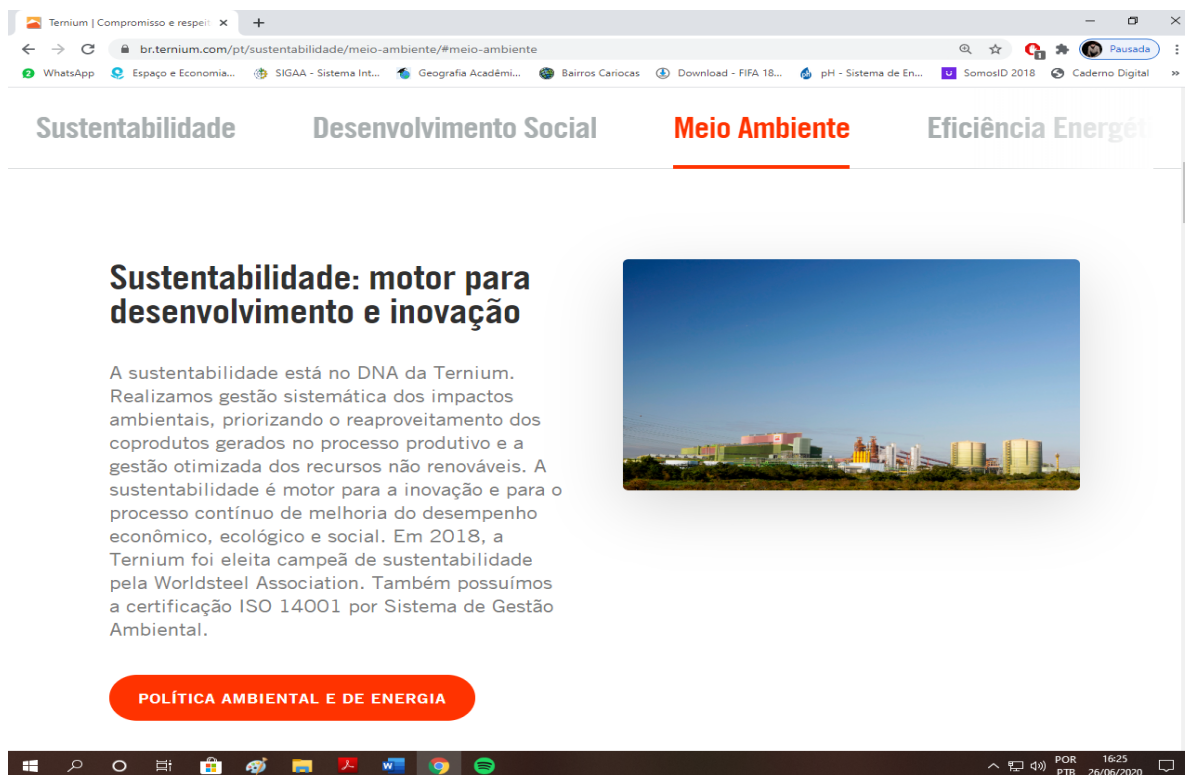 Ternium | Compromisso e respeit
br.ternium.com/pt/sustentabilidade/meio-ambiente/#meio-ambiente
Pausada
WhatsApp Espaço e Economia... SIGAA - Sistema Int... Geografia Acadêmi... Bairros Cariocas Download - FIFA 18... pH - Sistema de En... SomosID 2018 Caderno Digital »
Sustentabilidade Desenvolvimento Social Meio Ambiente Eficiência Energét
Sustentabilidade: motor para
desenvolvimento e inovação
A sustentabilidade está no DNA da Ternium.
Realizamos gestão sistemática dos impactos
ambientais, priorizando o reaproveitamento dos
coprodutos gerados no processo produtivo e a
gestão otimizada dos recursos não renováveis. A
sustentabilidade é motor para a inovação e para o
processo contínuo de melhoria do desempenho
econômico, ecológico e social. Em 2018, a
Ternium foi eleita campeã de sustentabilidade
pela Worldsteel Association. Também possuímos
a certificação ISO 14001 por Sistema de Gestão
Ambiental.
POLÍTICA AMBIENTAL E DE ENERGIA
POR 16:25
PTB 26/06/2020